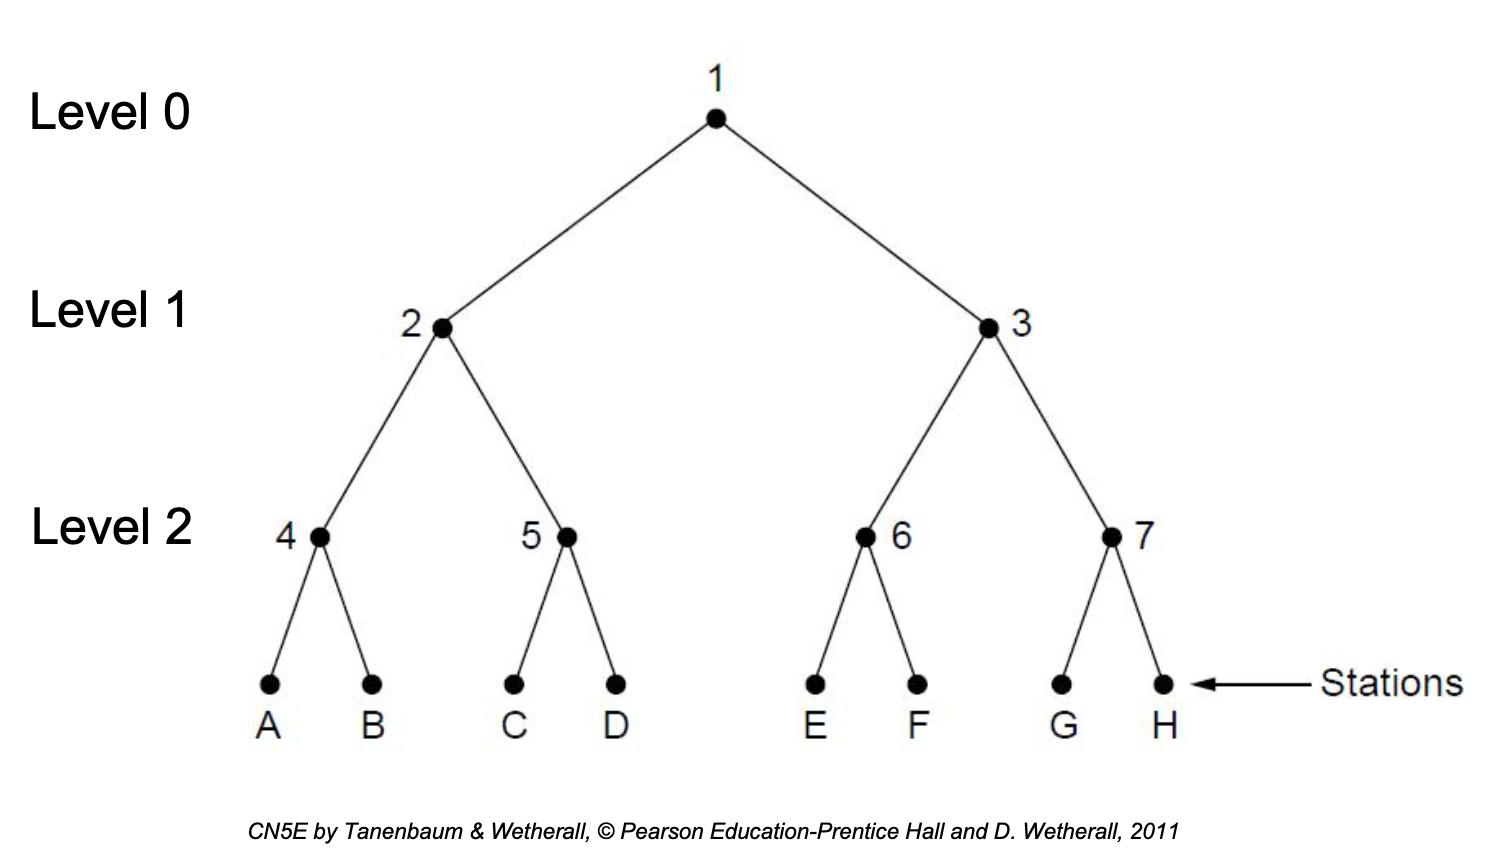 1
Level 0
Level 1
2
3
Level 2
4
5
6
7
Stations
A B C D E F G H
CN5E by Tanenbaum & Wetherall, © Pearson Education-Prentice Hall and D. Wetherall, 2011